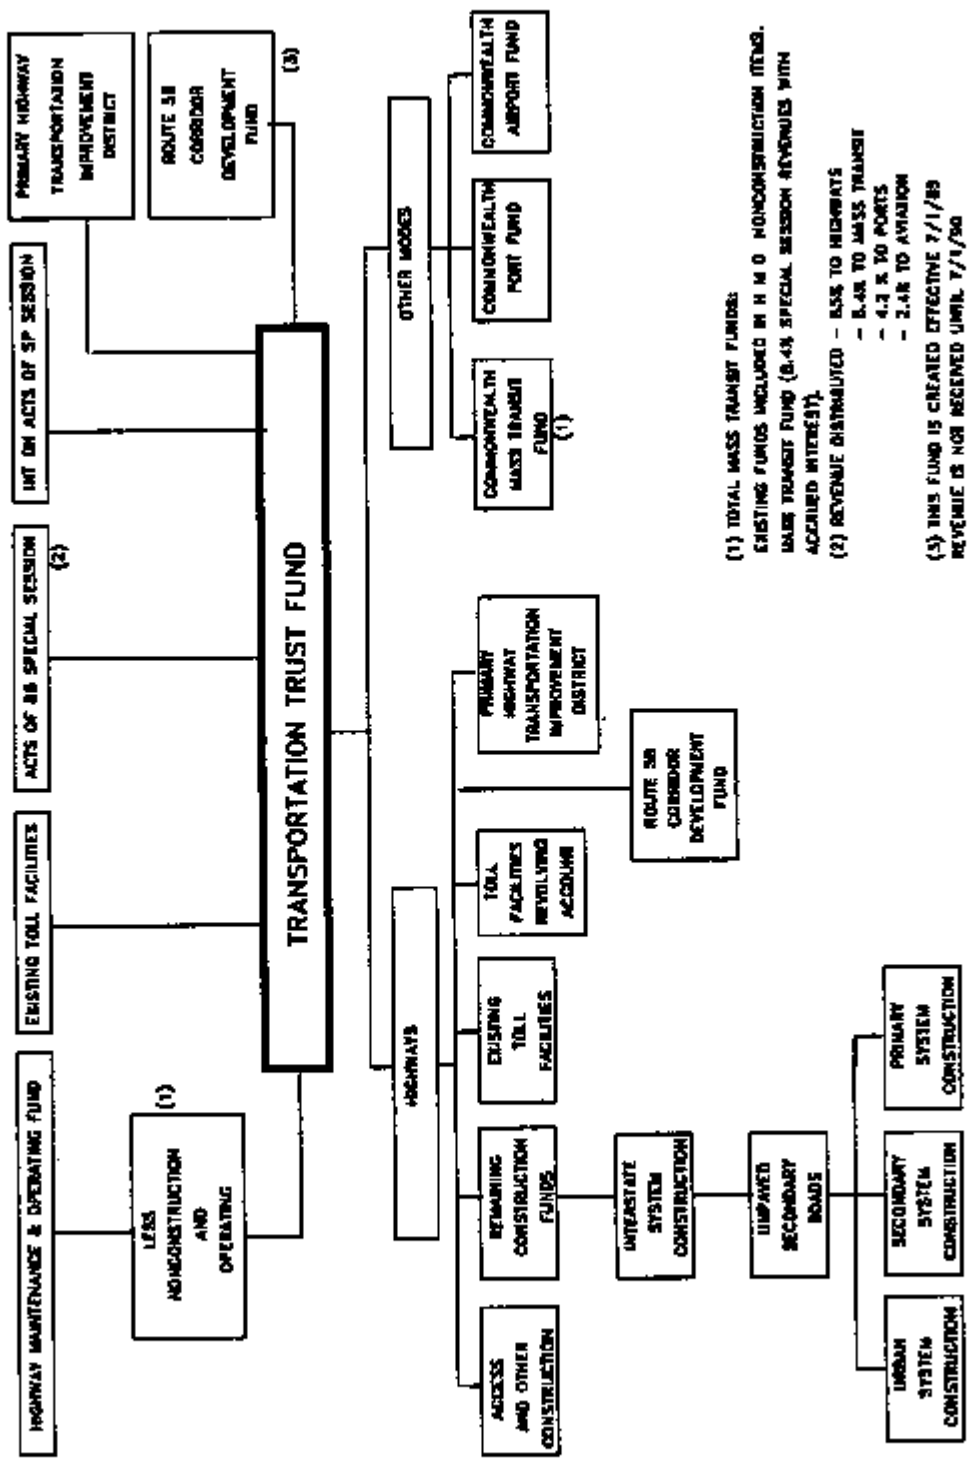 HIGHWAY MAINTENANCE & OPERATING FUND
EXISTING TOLL FACILITIES
ACTS OF 86 SPECIAL SESSION
(2)
INT ON ACTS OF SP SESSION
PRIMARY HIGHWAY
TRANSPORTATION
IMPROVEMENT
DISTRICT
LESS
NONCONSTRUCTION
AND
OPERATING
(1)
ROUTE 58
CORRIDOR
DEVELOPMENT
FUND
(3)
TRANSPORTATION TRUST FUND
HIGHWAYS
OTHER MODES
ACCESS
AND OTHER
CONSTRUCTION
REMAINING
CONSTRUCTION
FUNDS
EXISTING
TOLL
FACILITIES
TOLL
FACILITIES
REVOLVING
ACCOUNT
PRIMARY
HIGHWAY
TRANSPORTATION
IMPROVEMENT
DISTRICT
COMMONWEALTH
MASS TRANSIT
FUND
(1)
COMMONWEALTH
PORT FUND
COMMONWEALTH
AIRPORT FUND
INTERSTATE
SYSTEM
CONSTRUCTION
ROUTE 58
CORRIDOR
DEVELOPMENT
FUND
UNPAVED
SECONDARY
ROADS
URBAN
SYSTEM
CONSTRUCTION
SECONDARY
SYSTEM
CONSTRUCTION
PRIMARY
SYSTEM
CONSTRUCTION
(1) TOTAL MASS TRANSIT FUNDS:
EXISTING FUNDS INCLUDED IN H M O NONCONSTRUCTION ITEMS.
MASS TRANSIT FUND (8.4% SPECIAL SESSION REVENUES WITH
ACCRUED INTEREST).
(2) REVENUE DISTRIBUTED - 85% TO HIGHWAYS
- 8.4% TO MASS TRANSIT
- 4.2 % TO PORTS
- 2.4% TO AVIATION
(3) THIS FUND IS CREATED EFFECTIVE 7/1/89
REVENUE IS NOT RECEIVED UNTIL 7/1/90